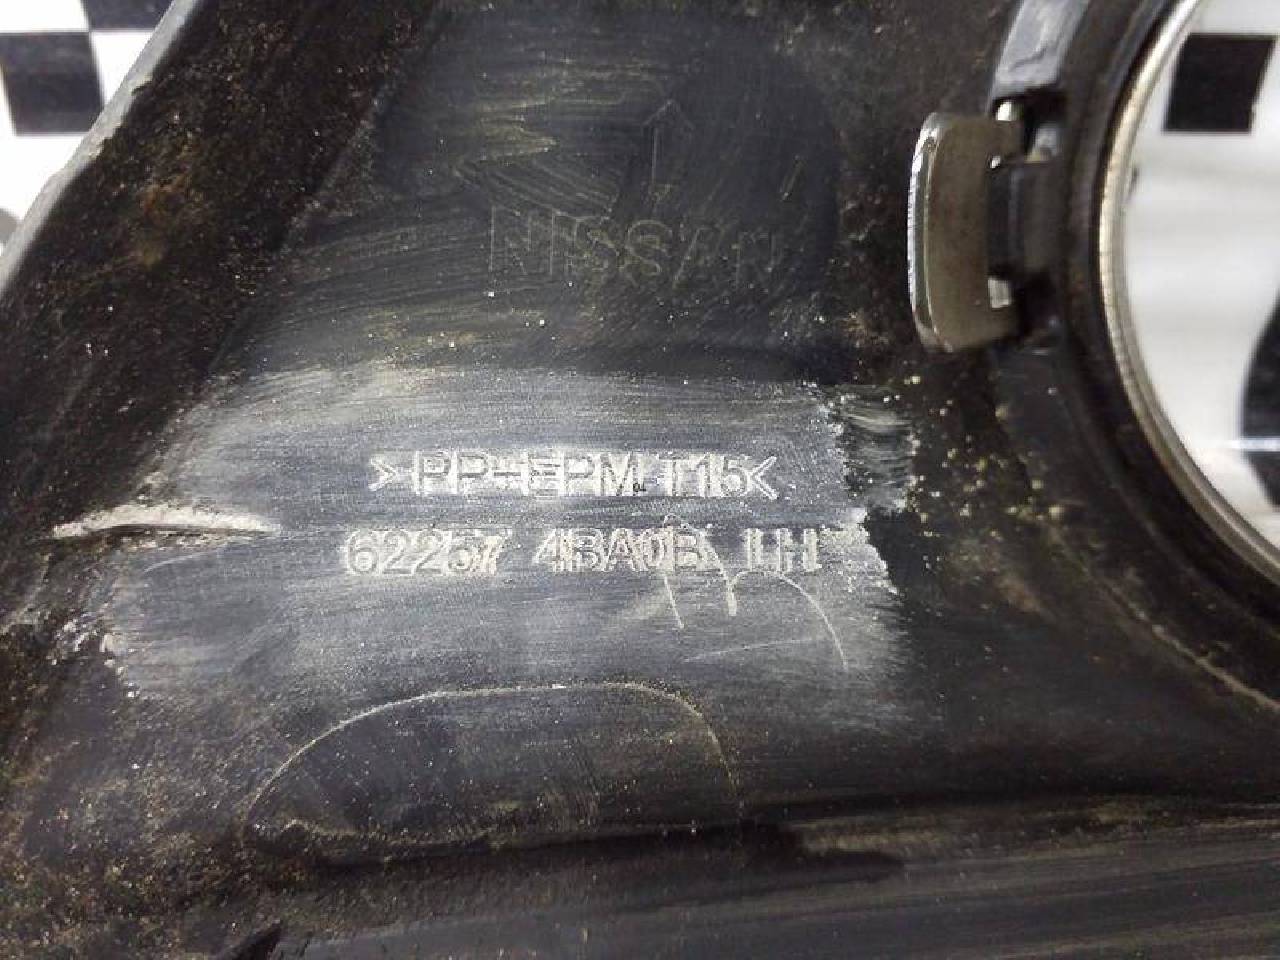 NISSAN
>PP+EPM-T15<
62257 4BA0B LH